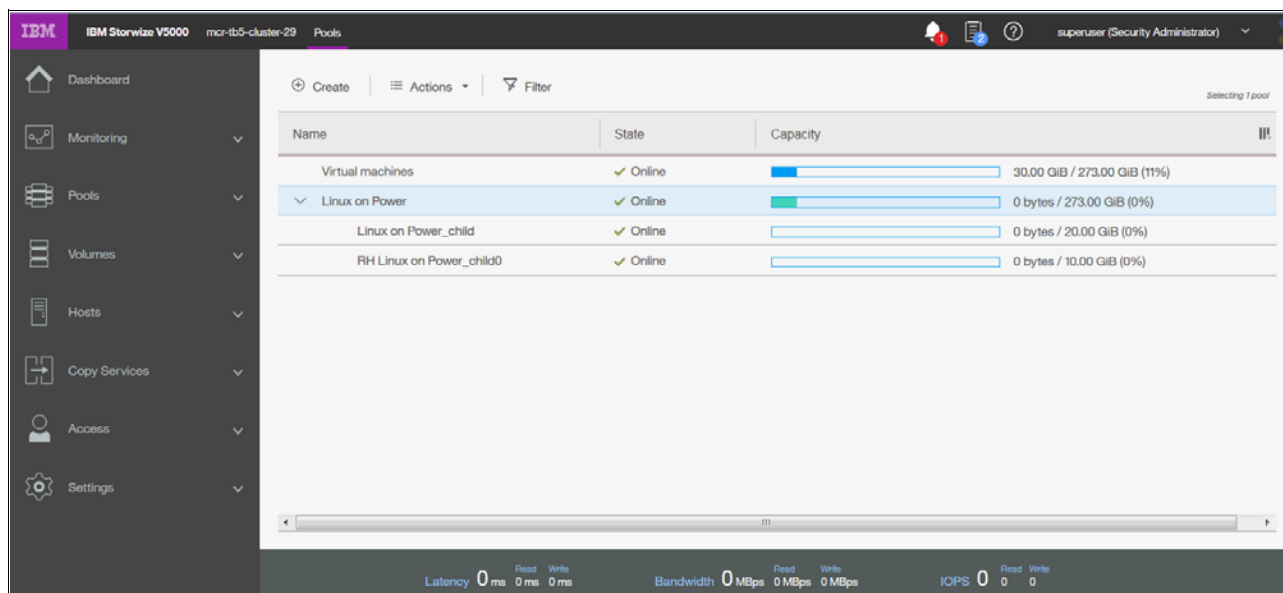 IBM IBM Storwize V5000 mcr-tb5-cluster-29 Pools 1 2 superuser (Security Administrator)
Dashboard
Monitoring
Pools
Volumes
Hosts
Copy Services
Access
Settings
Create Actions Filter
Selecting 1 pool
Name State Capacity
Virtual machines Online 30.00 GiB / 273.00 GiB (11%)
Linux on Power Online 0 bytes / 273.00 GiB (0%)
Linux on Power_child Online 0 bytes / 20.00 GiB (0%)
RH Linux on Power_child0 Online 0 bytes / 10.00 GiB (0%)
Read Write Read Write Read Write
Latency 0 ms 0 ms 0 ms Bandwidth 0 MBps 0 MBps 0 MBps IOPS 0 0 0